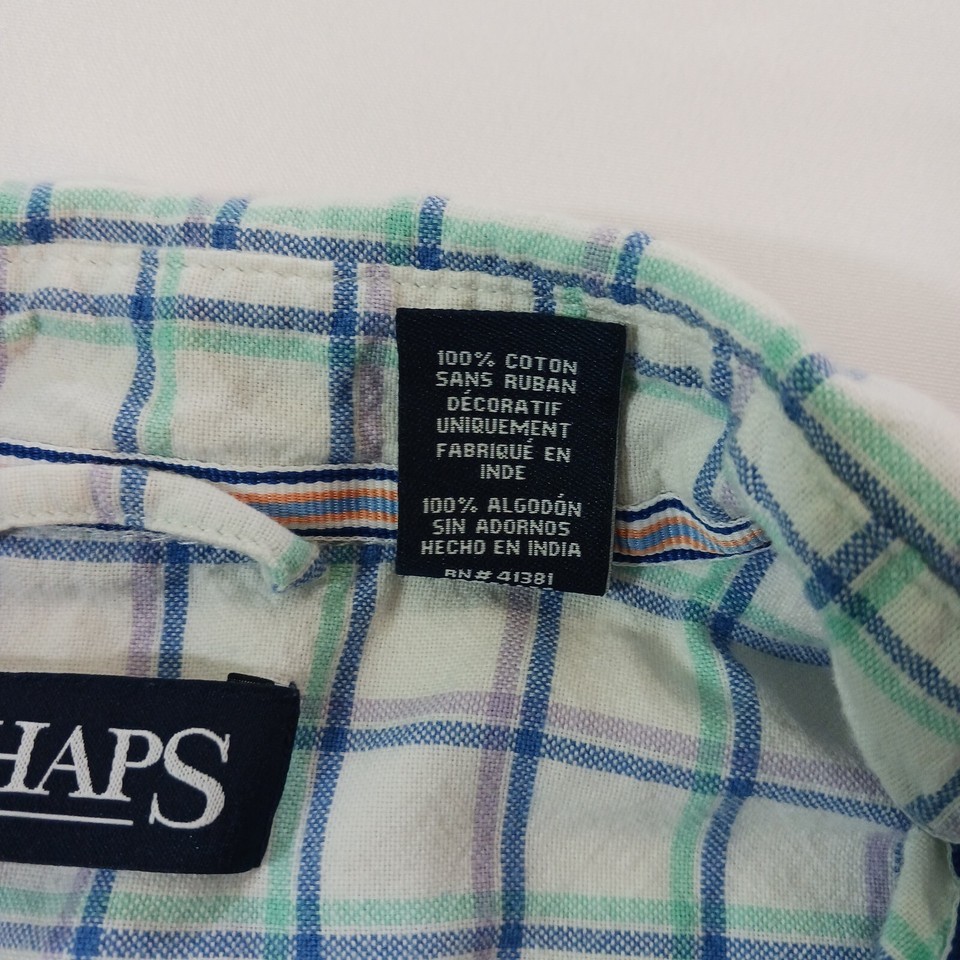 100% COTON
SANS RUBAN
DÉCORATIF
UNIQUEMENT
FABRIQUÉ EN
INDE
100% ALGODÓN
SIN ADORNOS
HECHO EN INDIA
RN# 41381
HAPS